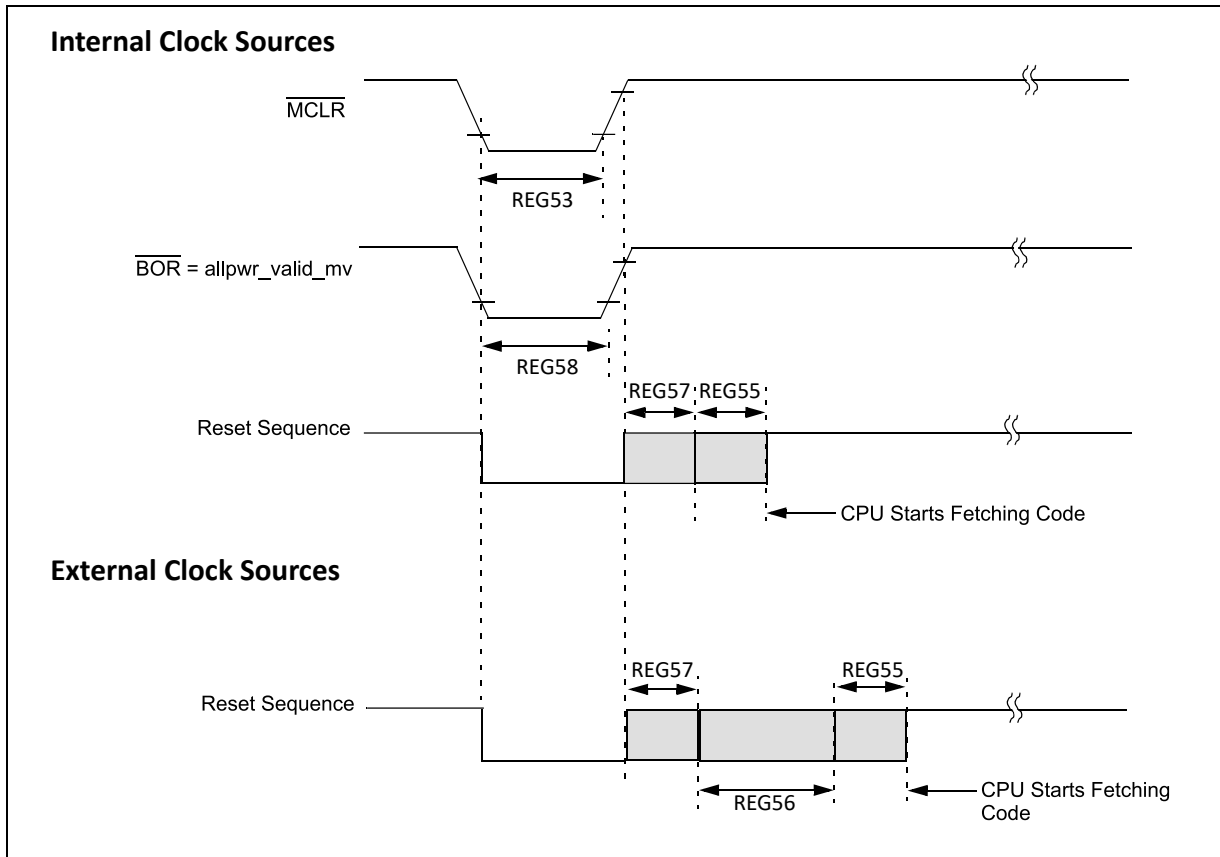 Internal Clock Sources
MCLR
REG53
BOR = allpwr_valid_mv
REG58
REG57 REG55
Reset Sequence
CPU Starts Fetching Code
External Clock Sources
REG57 REG55
Reset Sequence
REG56
CPU Starts Fetching
Code